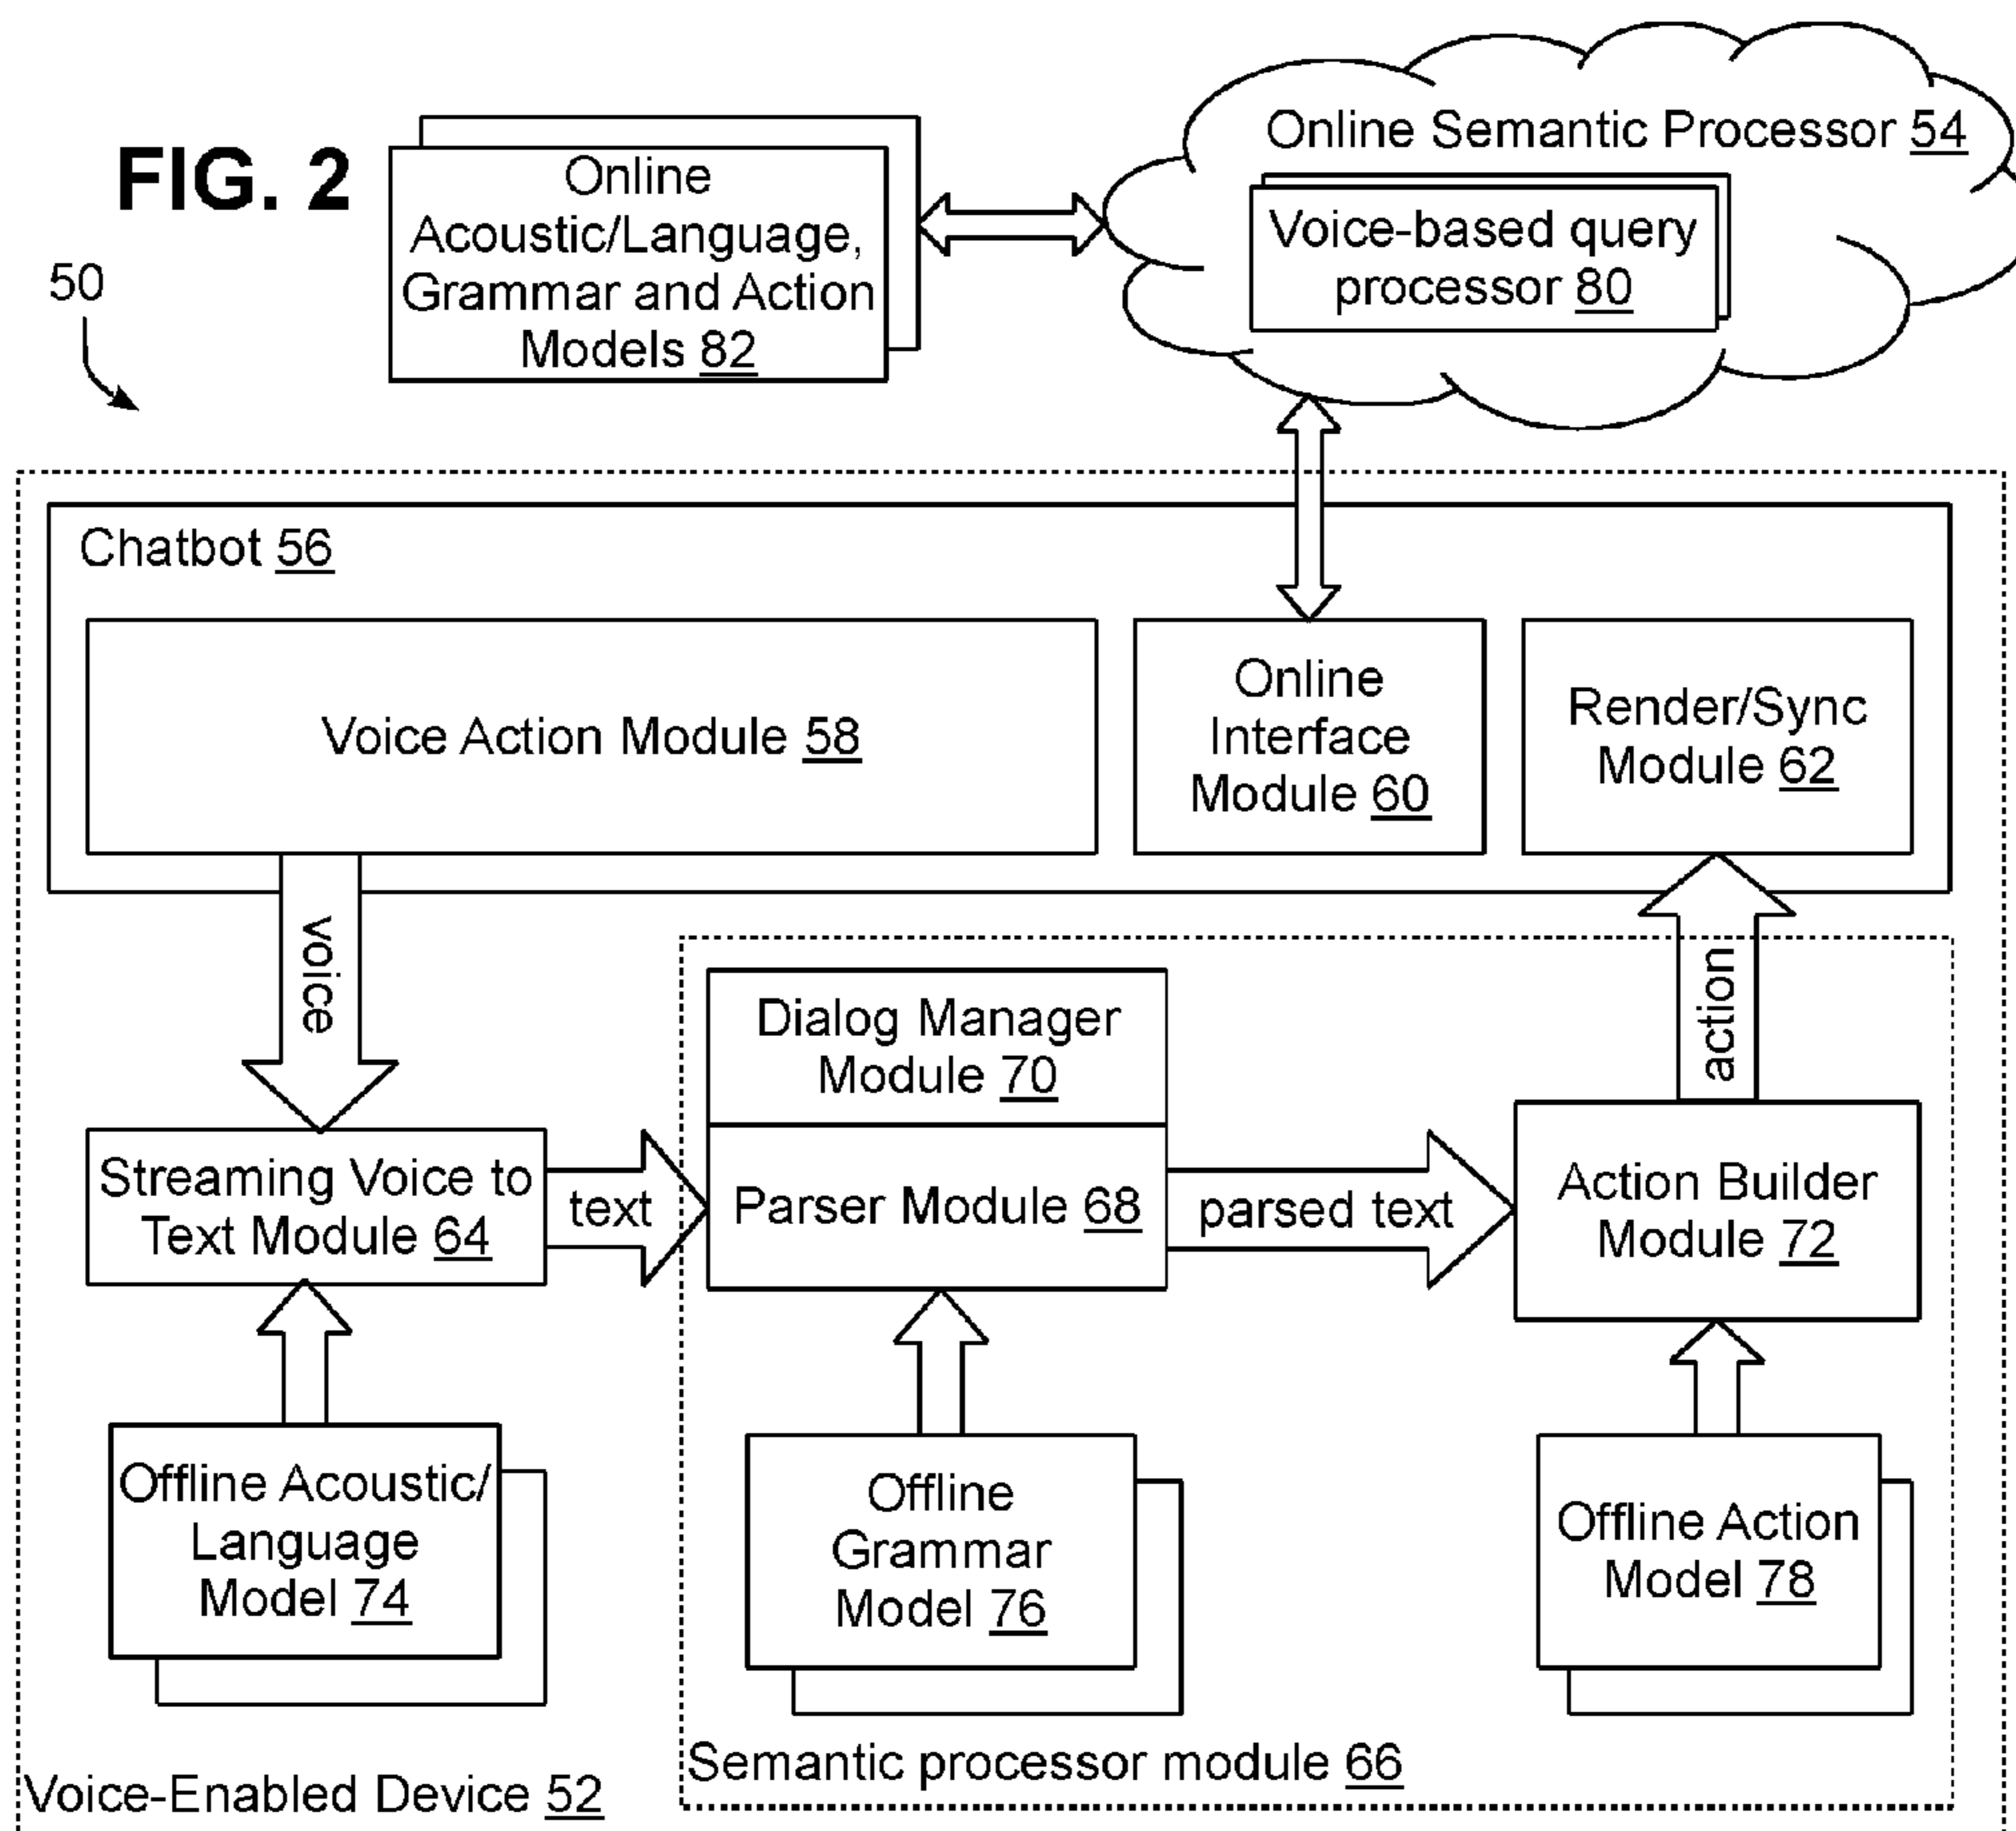 FIG. 2
50
Online
Acoustic/Language,
Grammar and Action
Models 82
Online Semantic Processor 54
Voice-based query
processor 80
Chatbot 56
Voice Action Module 58
Online
Interface
Module 60
Render/Sync
Module 62
voice
action
Dialog Manager
Module 70
Streaming Voice to
Text Module 64
text
Parser Module 68
parsed text
Action Builder
Module 72
Offline Acoustic/
Language
Model 74
Offline
Grammar
Model 76
Offline Action
Model 78
Semantic processor module 66
Voice-Enabled Device 52